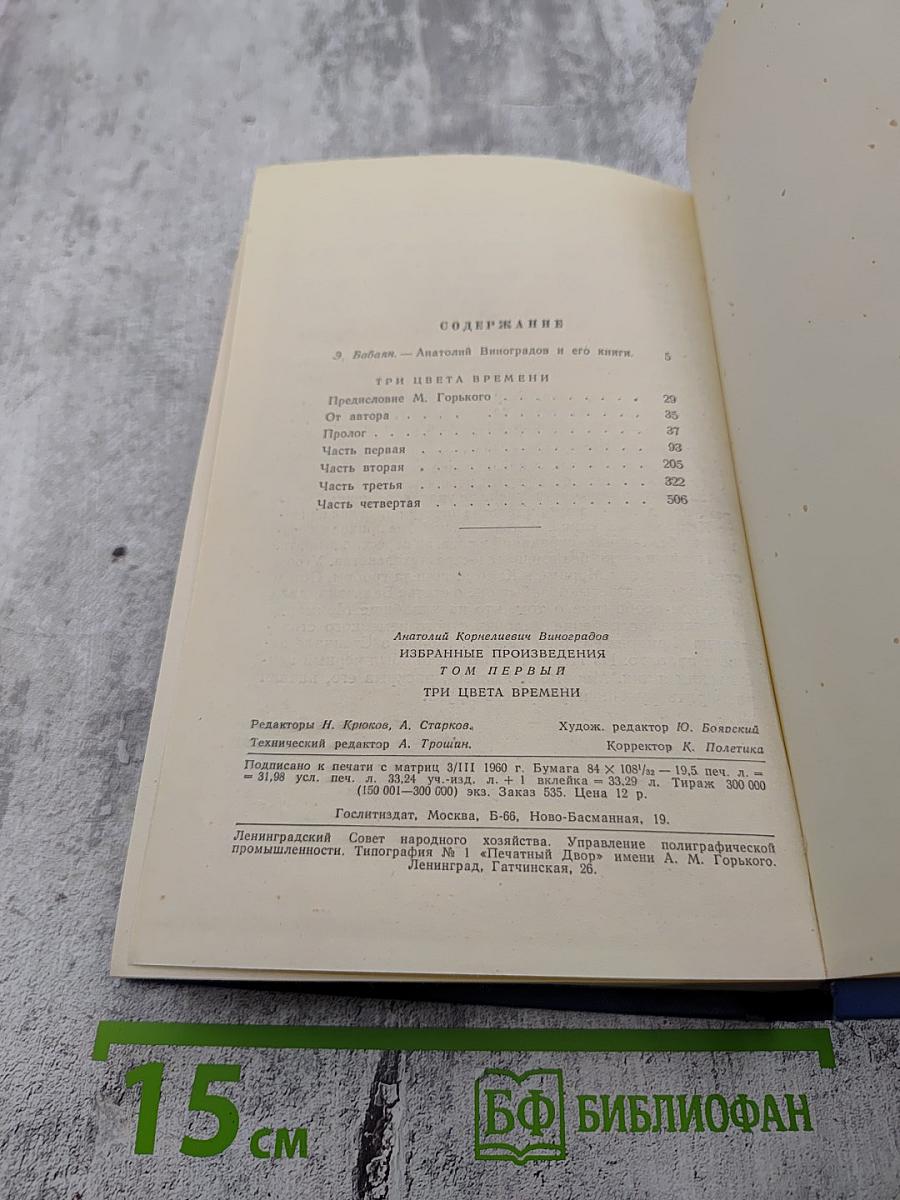 СОДЕРЖАНИЕ
Э. Бабаян. — Анатолий Виноградов и его книги. 5
ТРИ ЦВЕТА ВРЕМЕНИ
Предисловие М. Горького . . . . . . . . . 29
От автора . . . . . . . . . . . . . . 35
Пролог . . . . . . . . . . . . . . . 37
Часть первая . . . . . . . . . . . . . 93
Часть вторая . . . . . . . . . . . . . 205
Часть третья . . . . . . . . . . . . . 322
Часть четвертая . . . . . . . . . . . . 506
Анатолий Корнелиевич Виноградов
ИЗБРАННЫЕ ПРОИЗВЕДЕНИЯ
ТОМ ПЕРВЫЙ
ТРИ ЦВЕТА ВРЕМЕНИ
Редакторы Н. Крюков, А. Старков. Худож. редактор Ю. Боярский
Технический редактор А. Трошин. Корректор К. Полетика
Подписано к печати с матриц 3/III 1960 г. Бумага 84 × 108¹/₃₂ — 19,5 печ. л. =
= 31,98 усл. печ. л. 33,24 уч.-изд. л. + 1 вклейка = 33,29 л. Тираж 300 000
(150 001—300 000) экз. Заказ 535. Цена 12 р.
Гослитиздат, Москва, Б-66, Ново-Басманная, 19.
Ленинградский Совет народного хозяйства. Управление полиграфической
промышленности. Типография № 1 «Печатный Двор» имени А. М. Горького.
Ленинград, Гатчинская, 26.
15 см
БФ БИБЛИОФАН